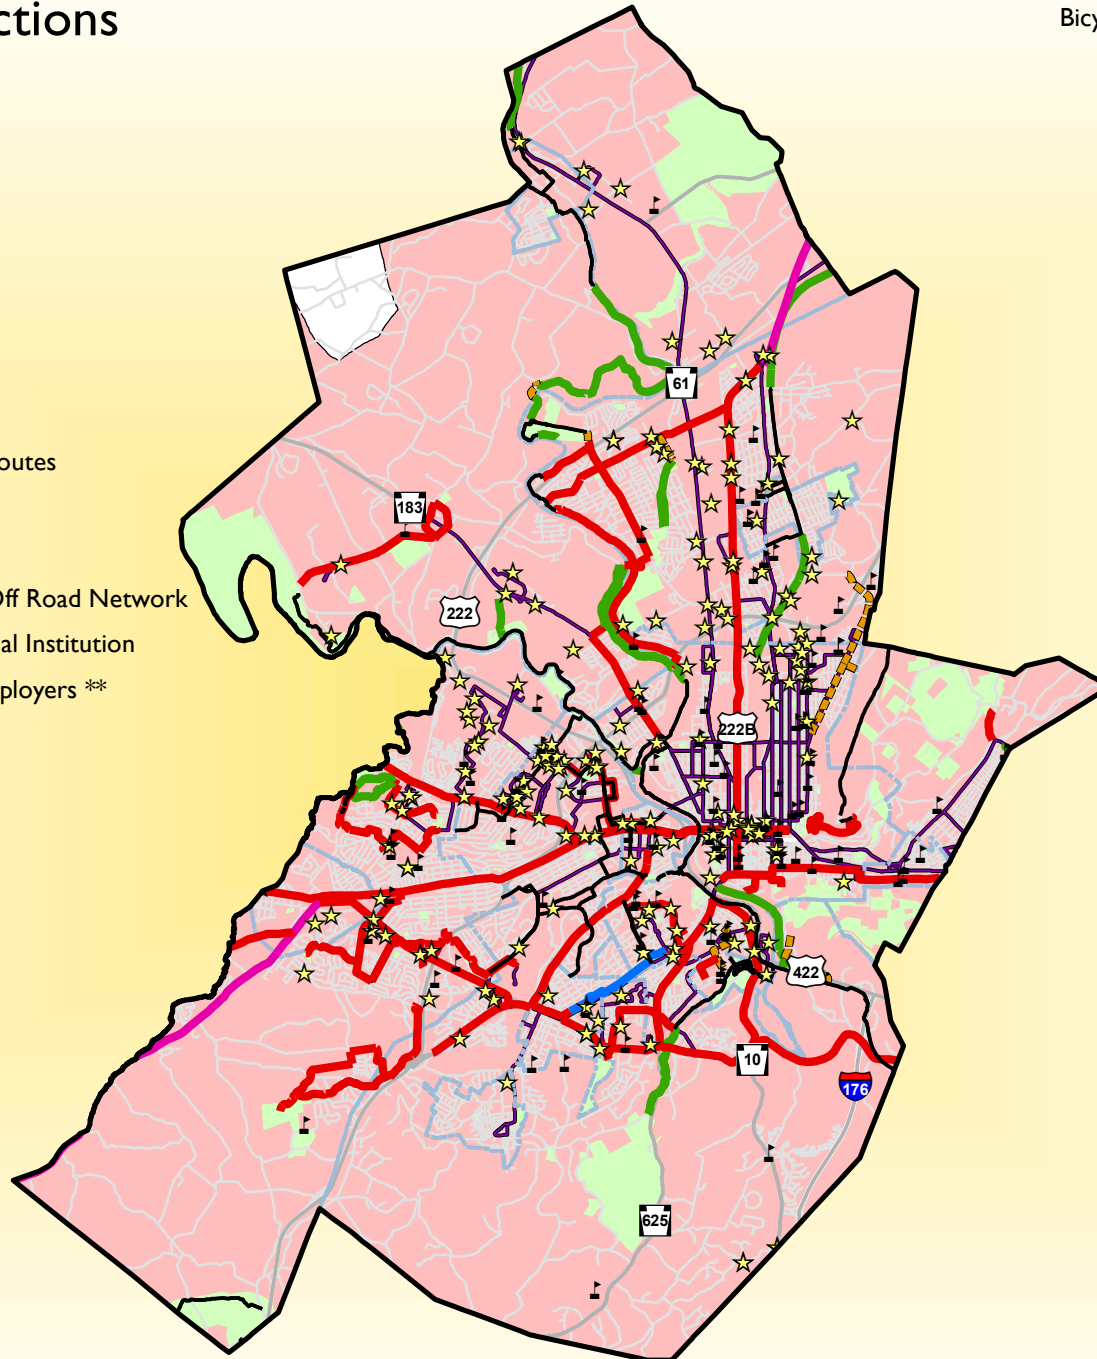 ctions
Bicy
outes
Off Road Network
al Institution
ployers **
61
183
222
222B
422
10
176
625